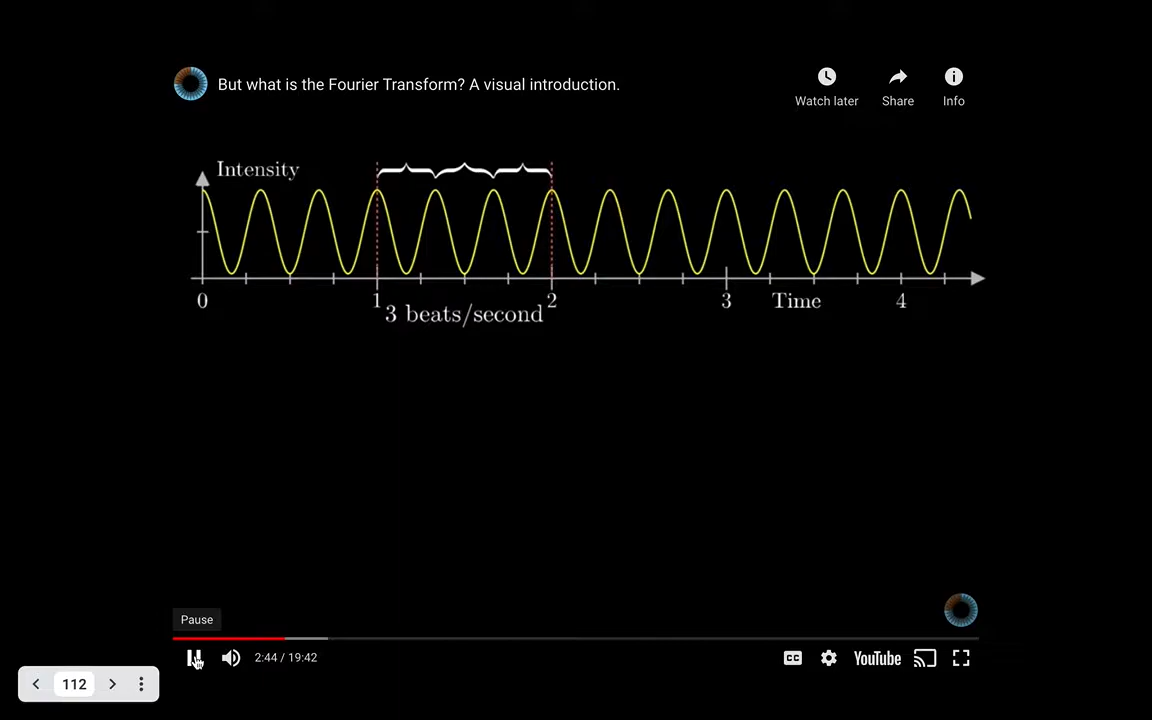 But what is the Fourier Transform? A visual introduction.
Watch later
Share
Info
Intensity
0
1
2
3
Time
4
3 beats/second
Pause
2:44 / 19:42
CC
YouTube
112